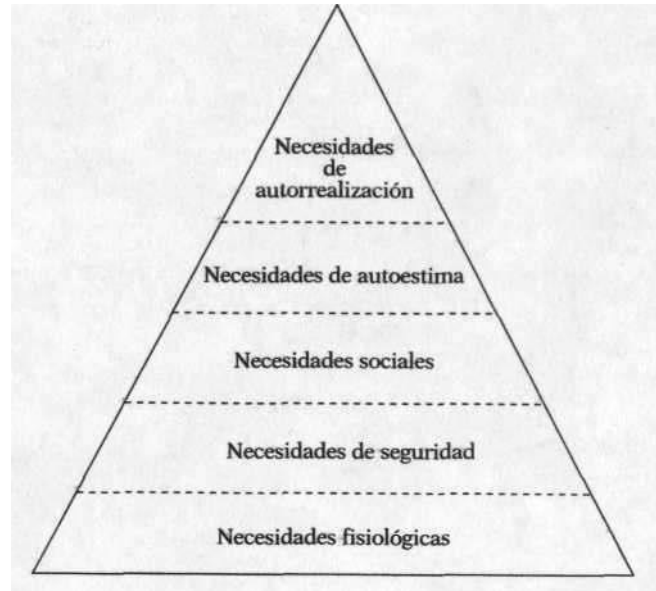 Necesidades
de
autorrealización
Necesidades de autoestima
Necesidades sociales
Necesidades de seguridad
Necesidades fisiológicas